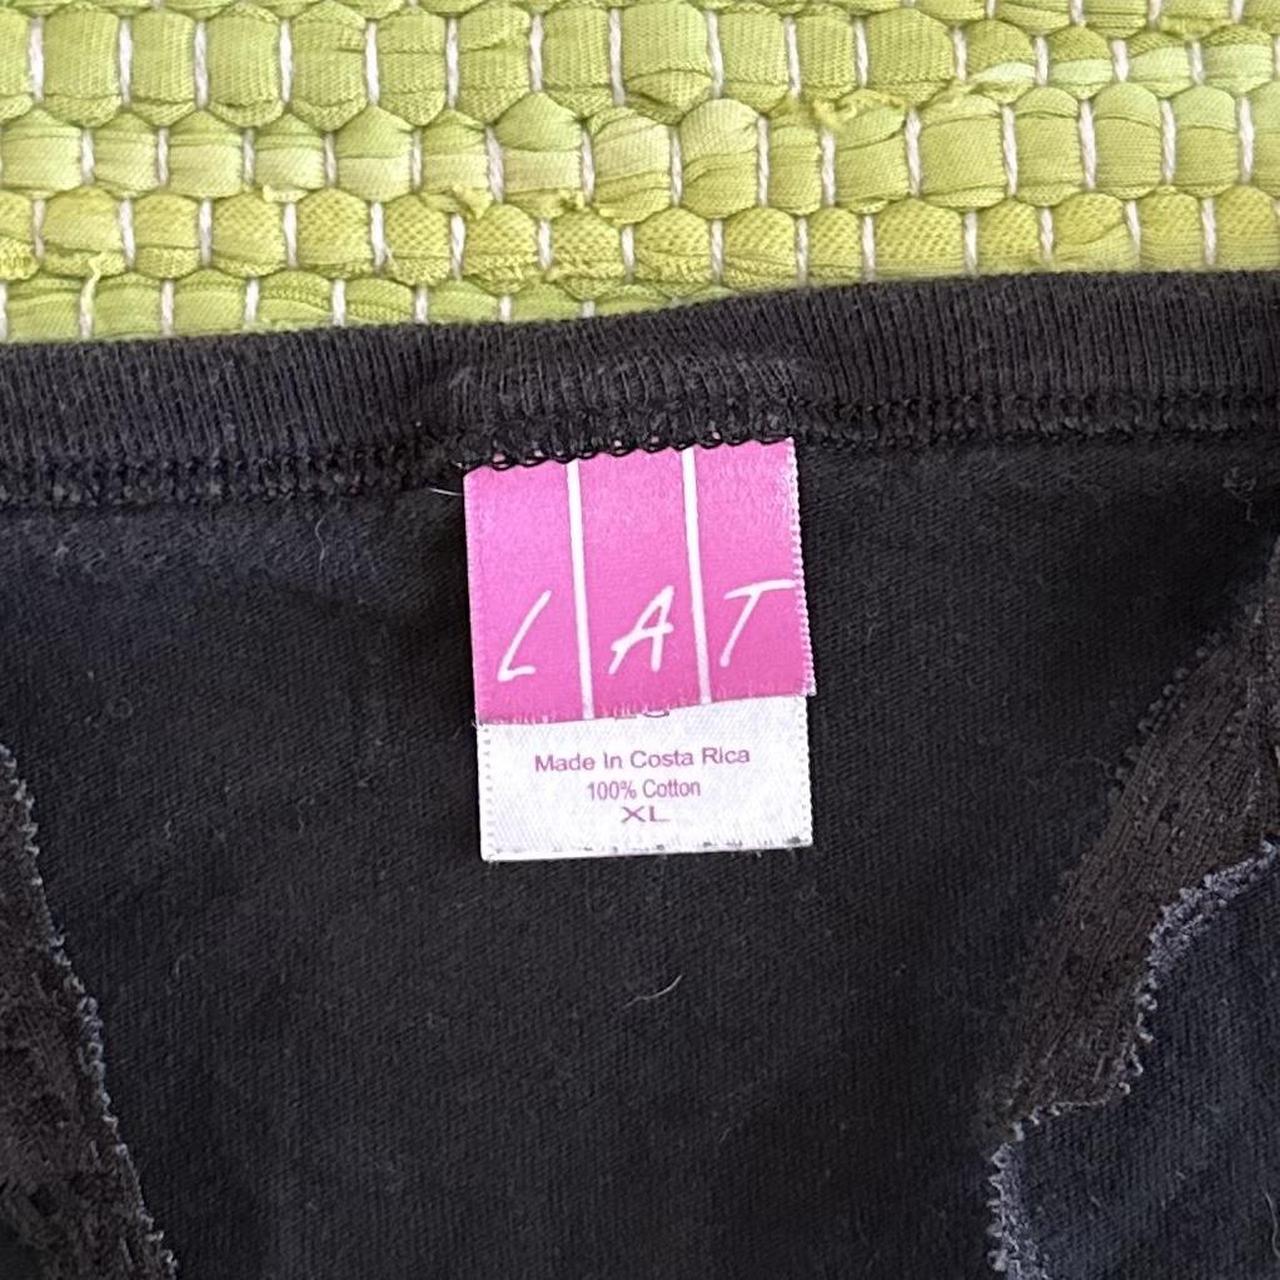 LAT
Made In Costa Rica
100% Cotton
XL